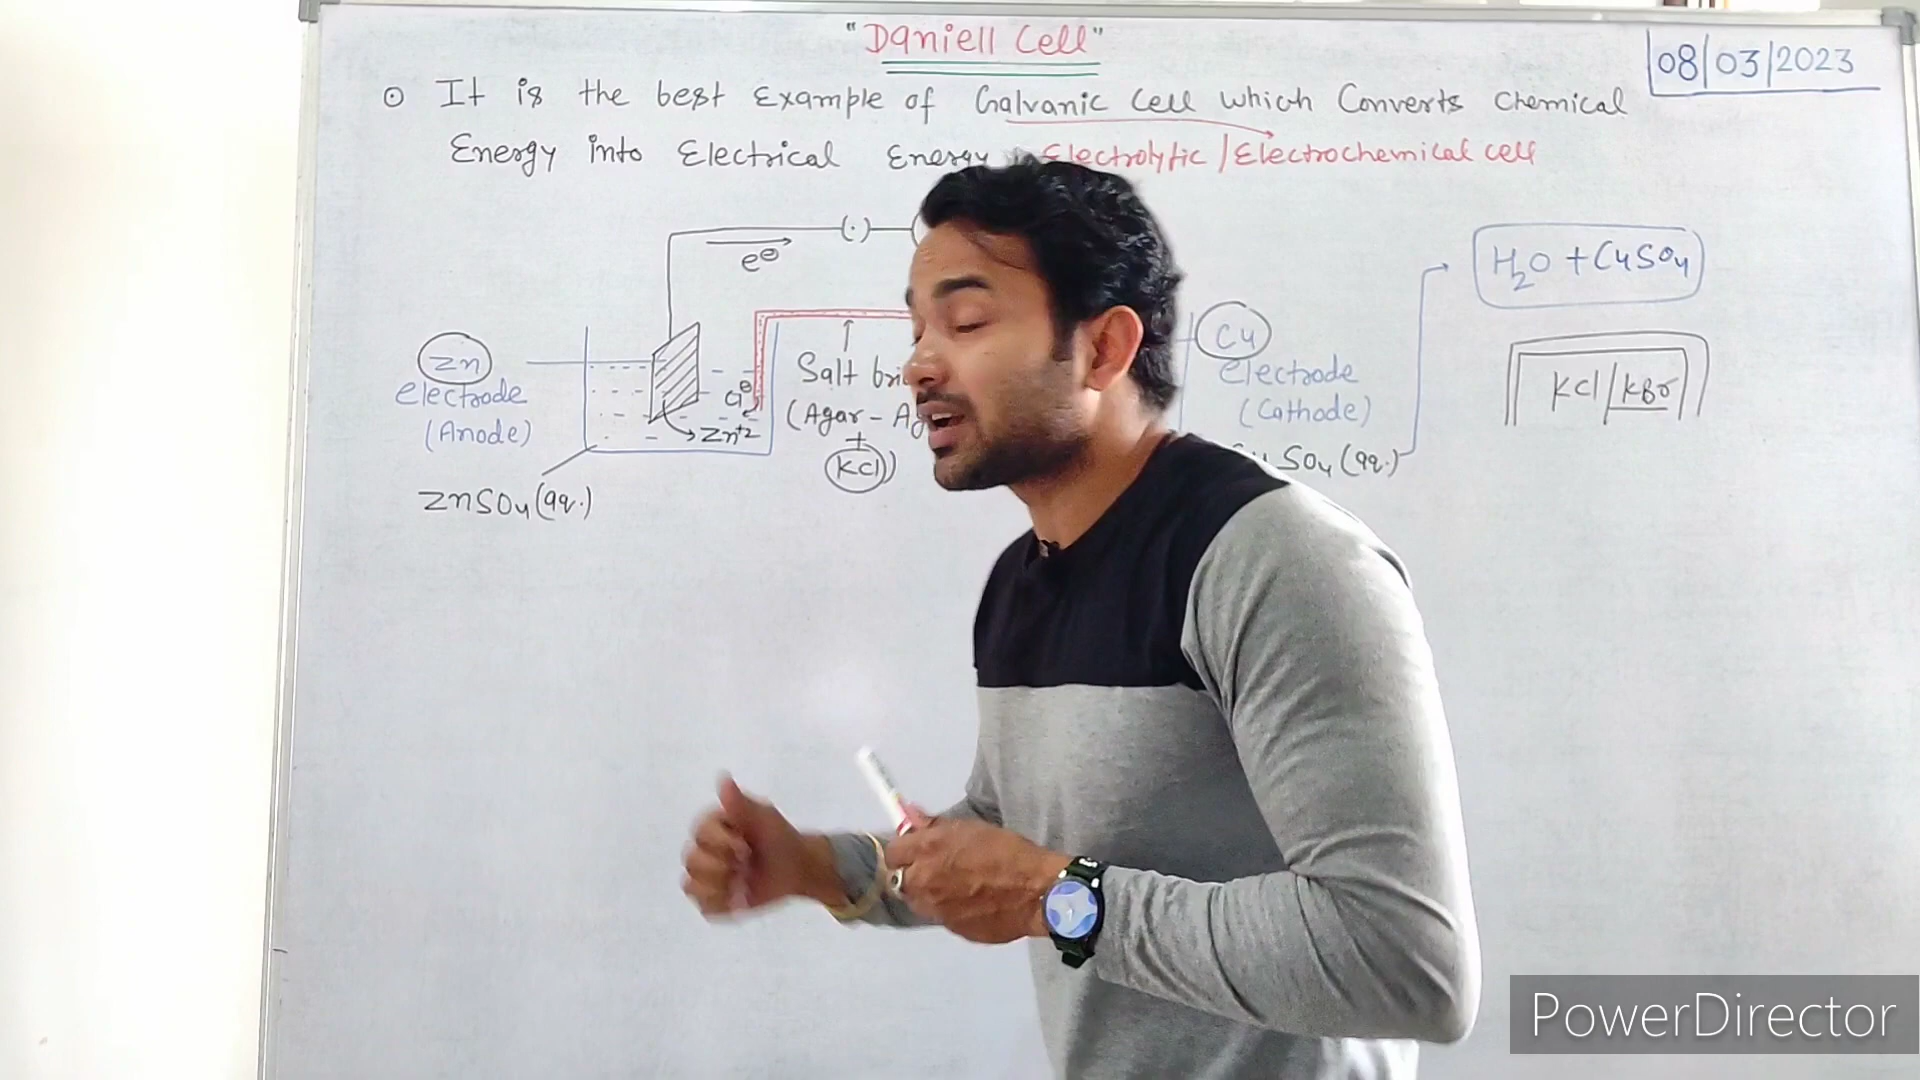 "Daniell Cell"
08/03/2023
⊙ It is the best Example of Galvanic Cell which Converts Chemical
Energy into Electrical Energy Electrolytic / Electrochemical cell
e⊖
(·)
H₂O + CuSO₄
Zn
Electrode
(Anode)
Cl⊖
Zn⁺²
ZnSO₄(aq.)
Salt
(Agar -
+
KCl)
Cu
Electrode
(Cathode)
SO₄(aq.)
KCl/KBr
PowerDirector